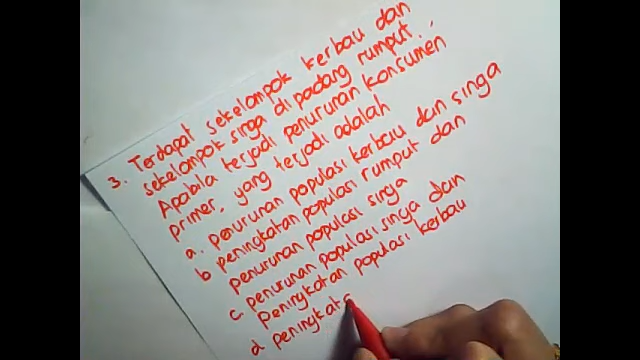 3. Terdapat sekelompok kerbau dan
sekelompok singa di padang rumput.
Apabila terjadi penurunan konsumen
primer, yang terjadi adalah
a. penurunan populasi kerbau dan singa
b peningkatan populasi rumput dan
penurunan populasi singa
c penurunan populasi singa dan
peningkatan populasi kerbau
d peningkata